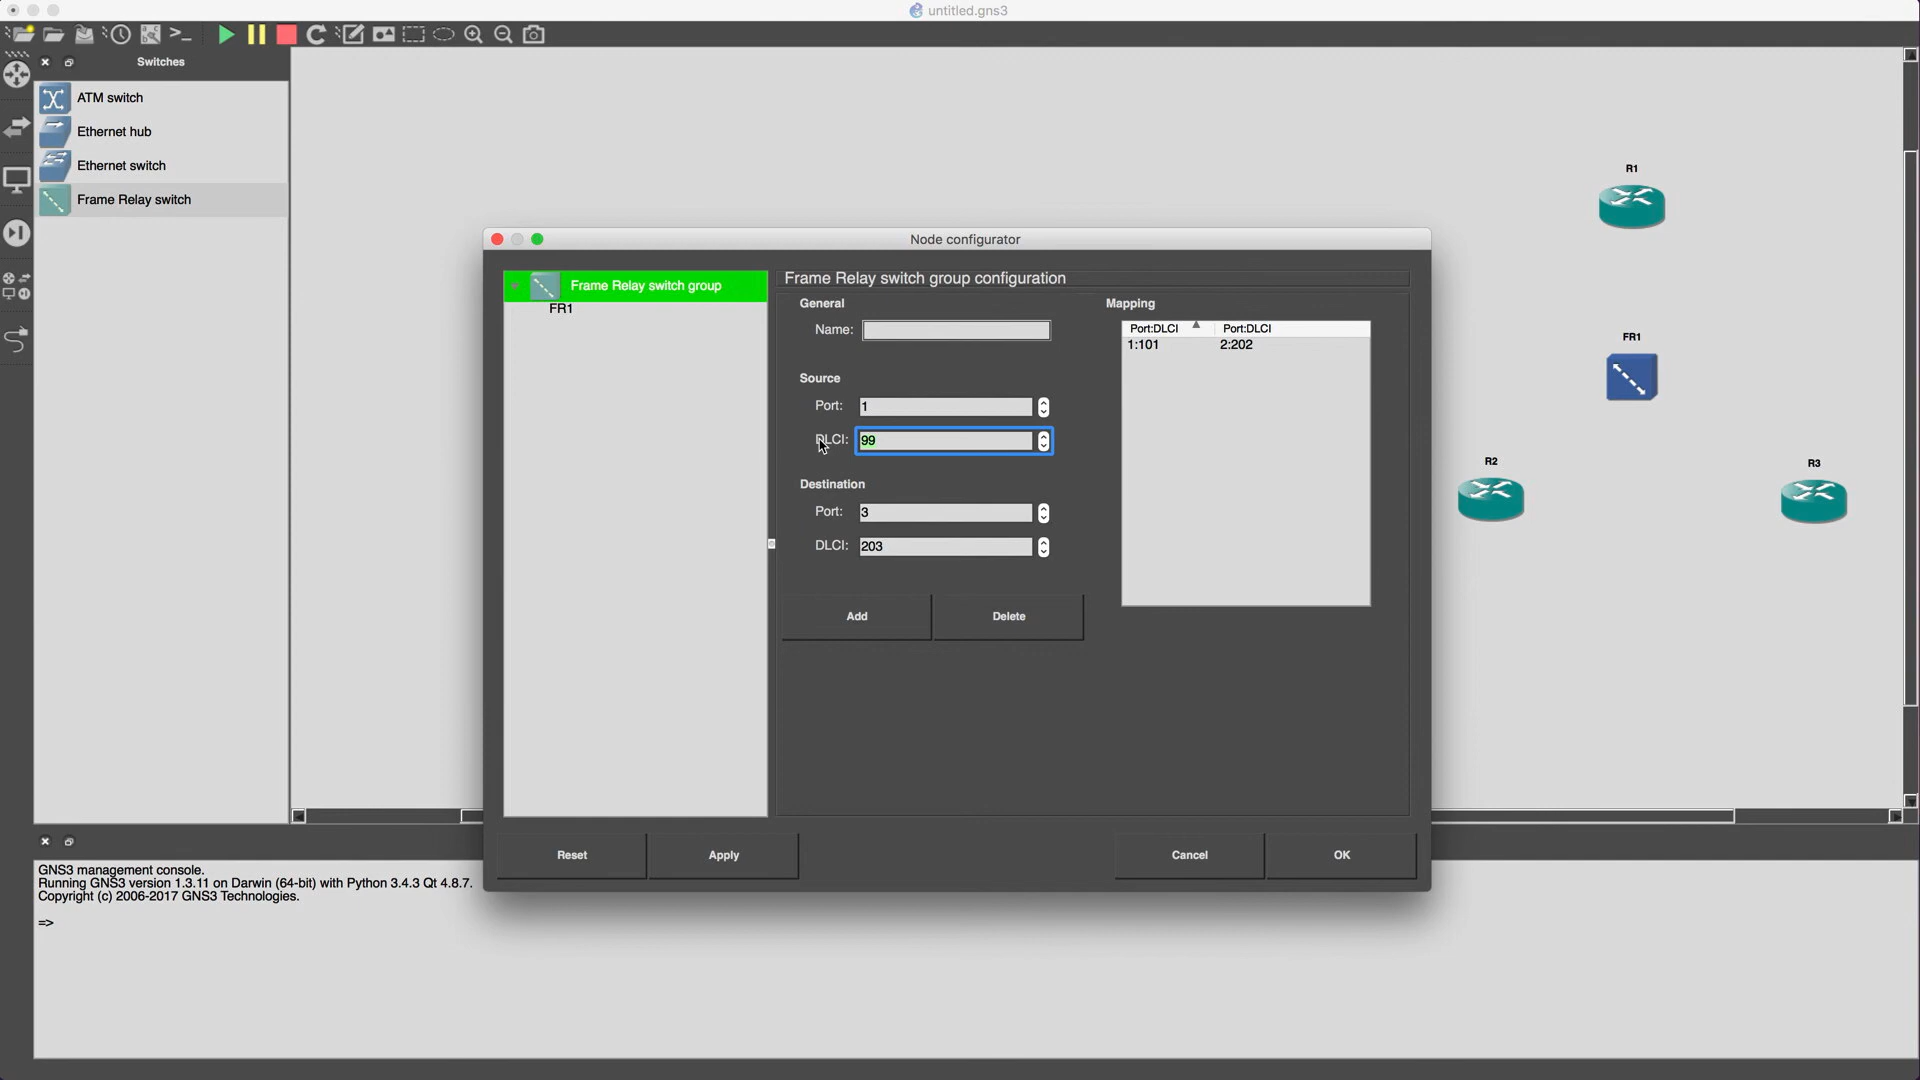 untitled.gns3
Switches
ATM switch
Ethernet hub
Ethernet switch
Frame Relay switch
R1
FR1
R2
R3
Node configurator
Frame Relay switch group
FR1
Frame Relay switch group configuration
General
Name:
Source
Port: 1
DLCI: 99
Destination
Port: 3
DLCI: 203
Add
Delete
Mapping
Port:DLCI Port:DLCI
1:101 2:202
Reset
Apply
Cancel
OK
GNS3 management console.
Running GNS3 version 1.3.11 on Darwin (64-bit) with Python 3.4.3 Qt 4.8.7.
Copyright (c) 2006-2017 GNS3 Technologies.
=>